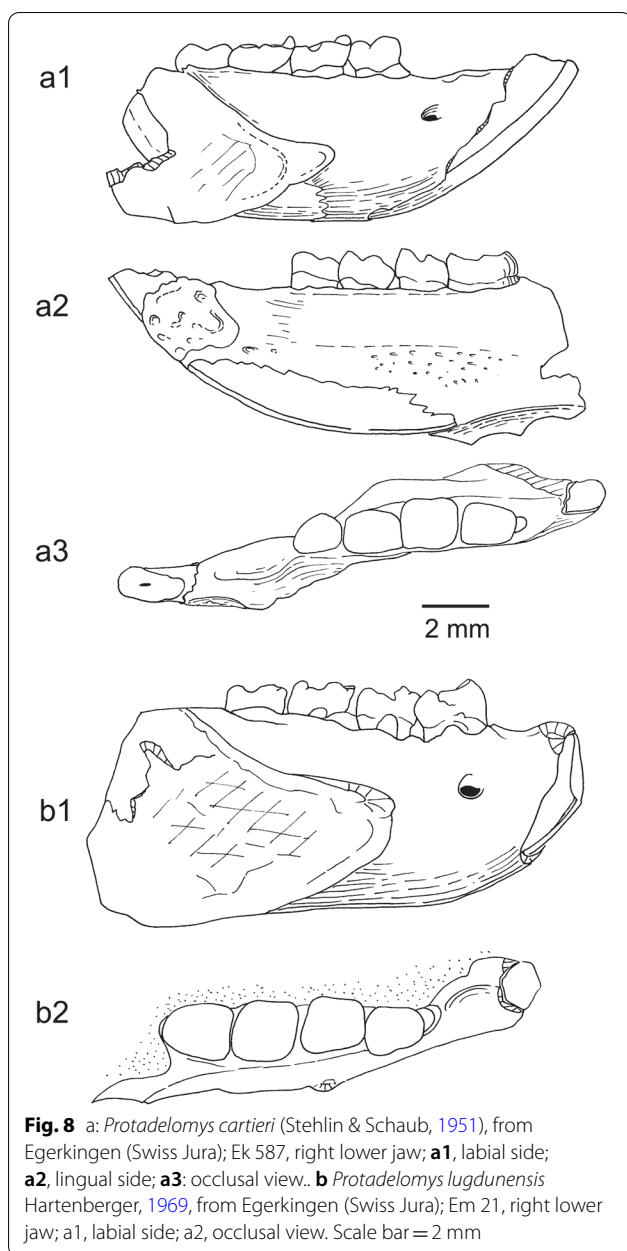 a1
a2
a3
2 mm
b1
b2
Fig. 8 a: Protadelomys cartieri (Stehlin & Schaub, 1951), from
Egerkingen (Swiss Jura); Ek 587, right lower jaw; a1, labial side;
a2, lingual side; a3: occlusal view.. b Protadelomys lugdunensis
Hartenberger, 1969, from Egerkingen (Swiss Jura); Em 21, right lower
jaw; a1, labial side; a2, occlusal view. Scale bar = 2 mm